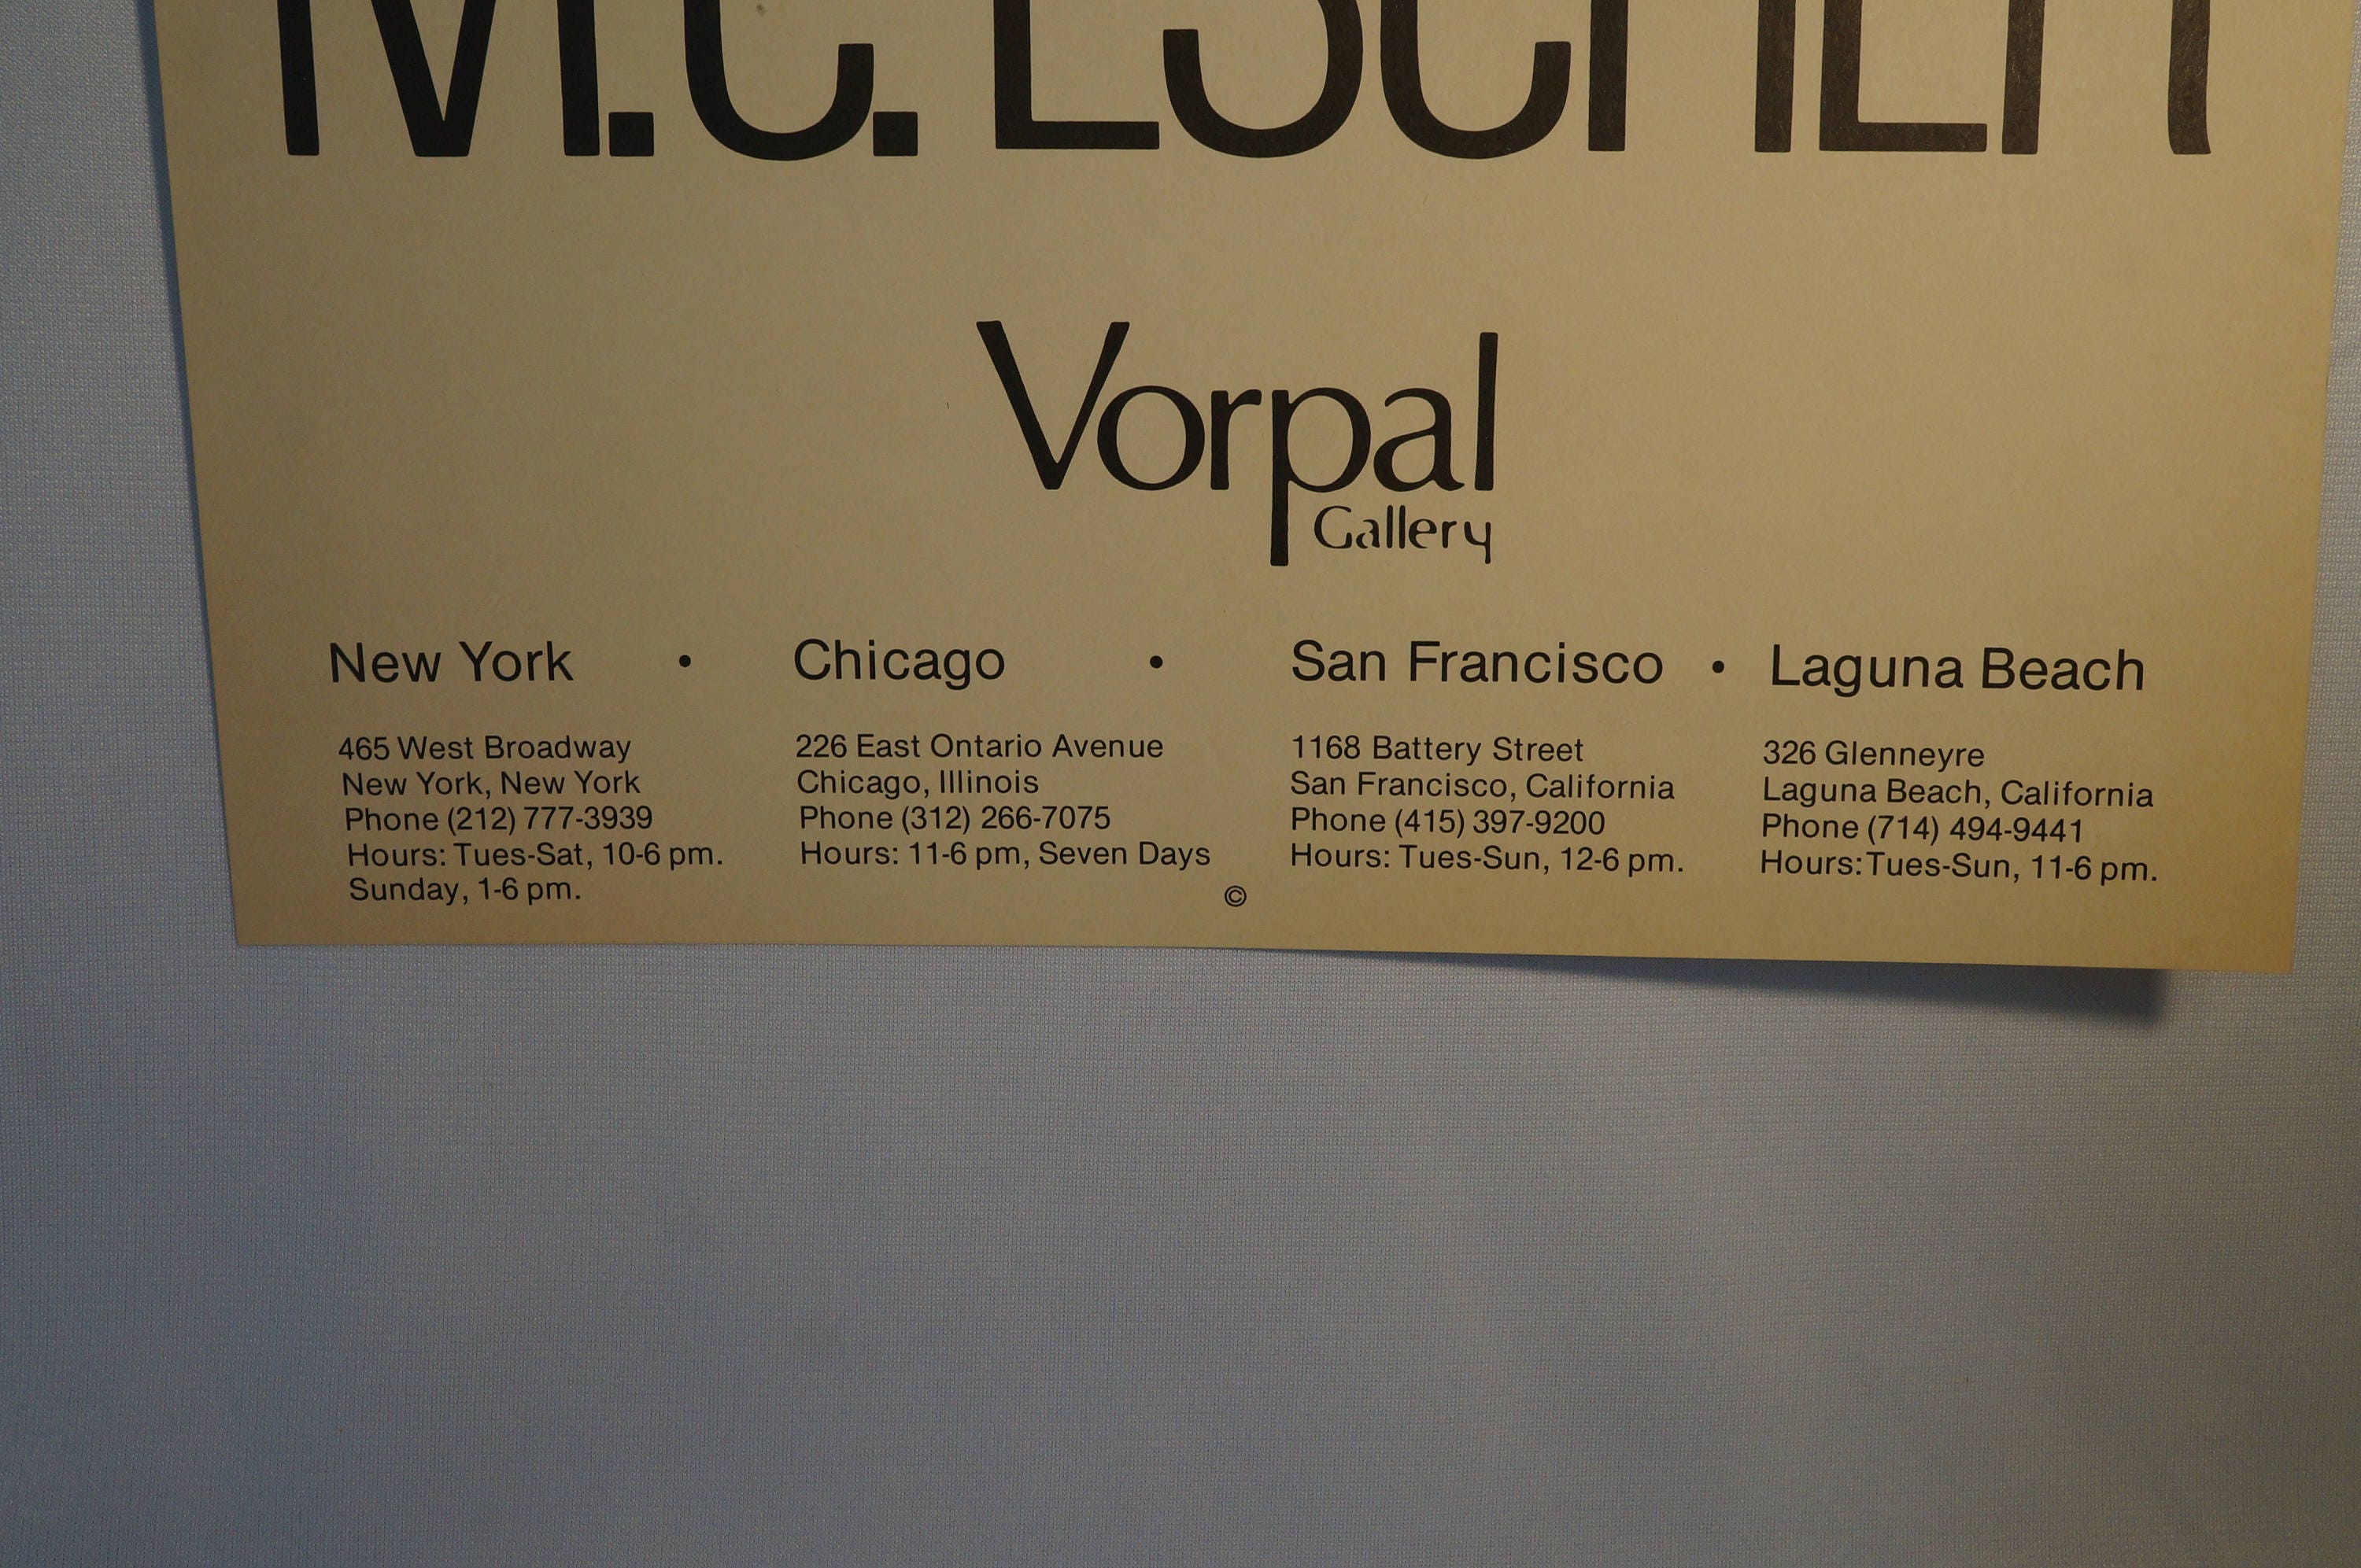 M.C. ESCHER
Vorpal
Gallery
New York • Chicago • San Francisco • Laguna Beach
465 West Broadway
New York, New York
Phone (212) 777-3939
Hours: Tues-Sat, 10-6 pm.
Sunday, 1-6 pm.
226 East Ontario Avenue
Chicago, Illinois
Phone (312) 266-7075
Hours: 11-6 pm, Seven Days
©
1168 Battery Street
San Francisco, California
Phone (415) 397-9200
Hours: Tues-Sun, 12-6 pm.
326 Glenneyre
Laguna Beach, California
Phone (714) 494-9441
Hours: Tues-Sun, 11-6 pm.